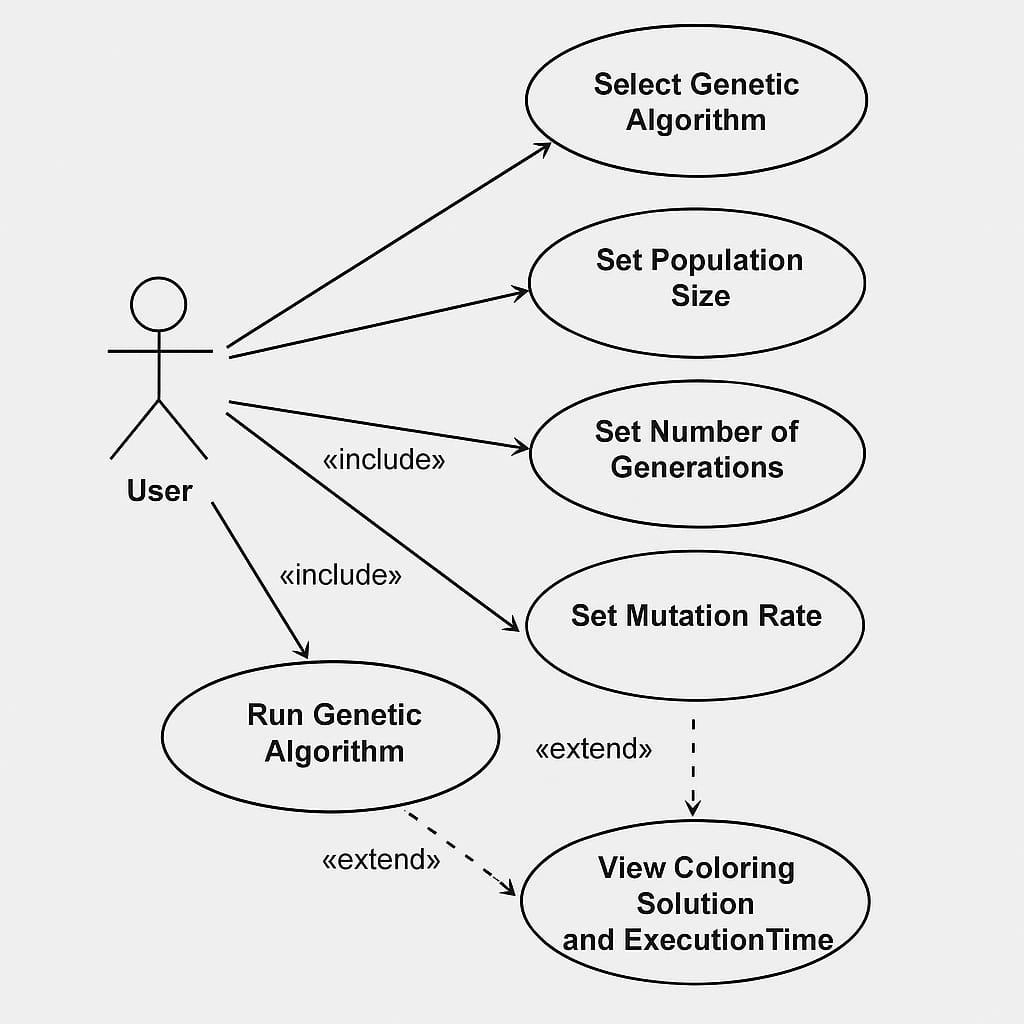 Select Genetic
Algorithm
Set Population
Size
Set Number of
Generations
«include»
User
«include»
Set Mutation Rate
Run Genetic
Algorithm
«extend»
«extend»
View Coloring
Solution
and ExecutionTime